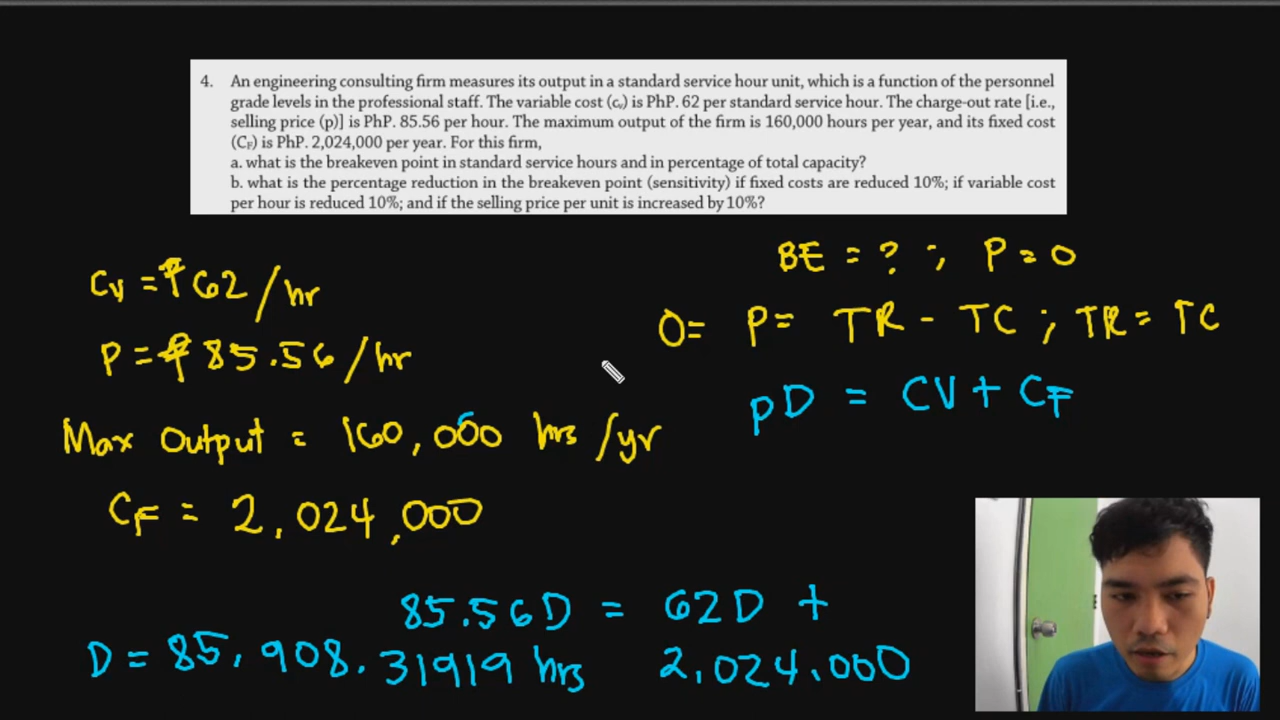 4. An engineering consulting firm measures its output in a standard service hour unit, which is a function of the personnel
grade levels in the professional staff. The variable cost (cᵥ) is PhP. 62 per standard service hour. The charge-out rate [i.e.,
selling price (p)] is PhP. 85.56 per hour. The maximum output of the firm is 160,000 hours per year, and its fixed cost
(C_F) is PhP. 2,024,000 per year. For this firm,
a. what is the breakeven point in standard service hours and in percentage of total capacity?
b. what is the percentage reduction in the breakeven point (sensitivity) if fixed costs are reduced 10%; if variable cost
per hour is reduced 10%; and if the selling price per unit is increased by 10%?
BE = ? ; P = 0
Cv = ₱62/hr
0 = P = TR - TC ; TR = TC
P = ₱85.56/hr
pD = CV + CF
Max Output = 160,000 hrs/yr
CF = 2,024,000
85.56D = 62D +
2,024,000
D = 85,908.31919 hrs